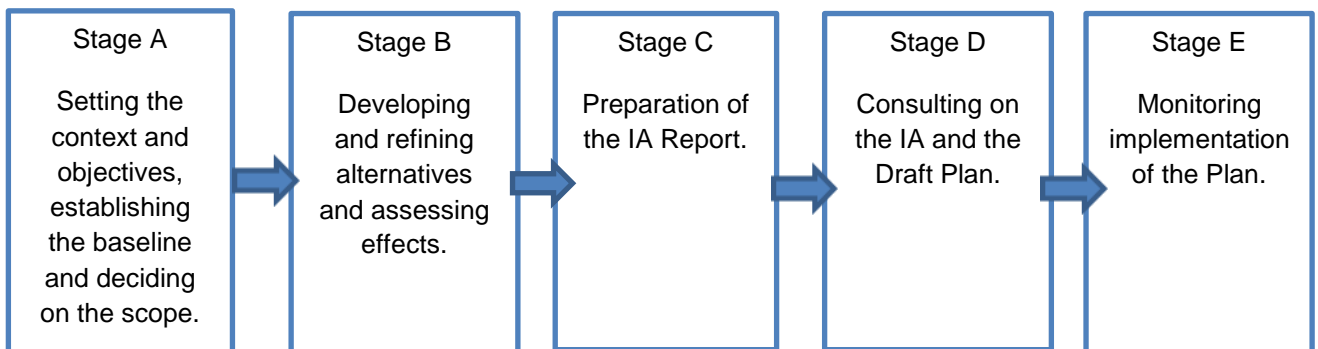 Stage A
Setting the
context and
objectives,
establishing
the baseline
and deciding
on the scope.
Stage B
Developing
and refining
alternatives
and assessing
effects.
Stage C
Preparation of
the IA Report.
Stage D
Consulting on
the IA and the
Draft Plan.
Stage E
Monitoring
implementation
of the Plan.